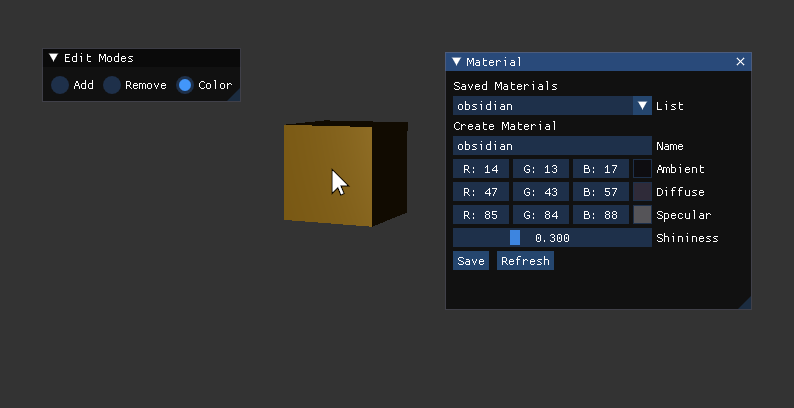 Edit Modes
Add Remove Color
Material
Saved Materials
obsidian List
Create Material
obsidian Name
R: 14 G: 13 B: 17 Ambient
R: 47 G: 43 B: 57 Diffuse
R: 85 G: 84 B: 88 Specular
0.300 Shininess
Save Refresh